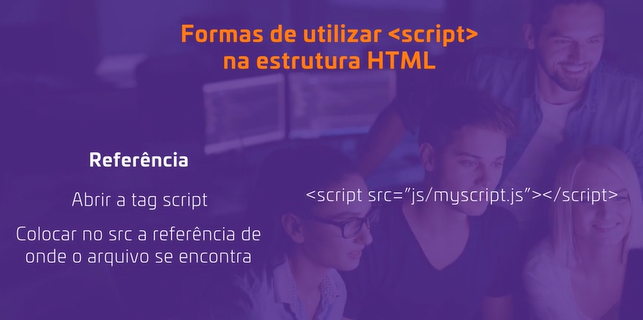 Formas de utilizar <script>
na estrutura HTML
Referência
Abrir a tag script
Colocar no src a referência de
onde o arquivo se encontra
<script src=”js/myscript.js”></script>